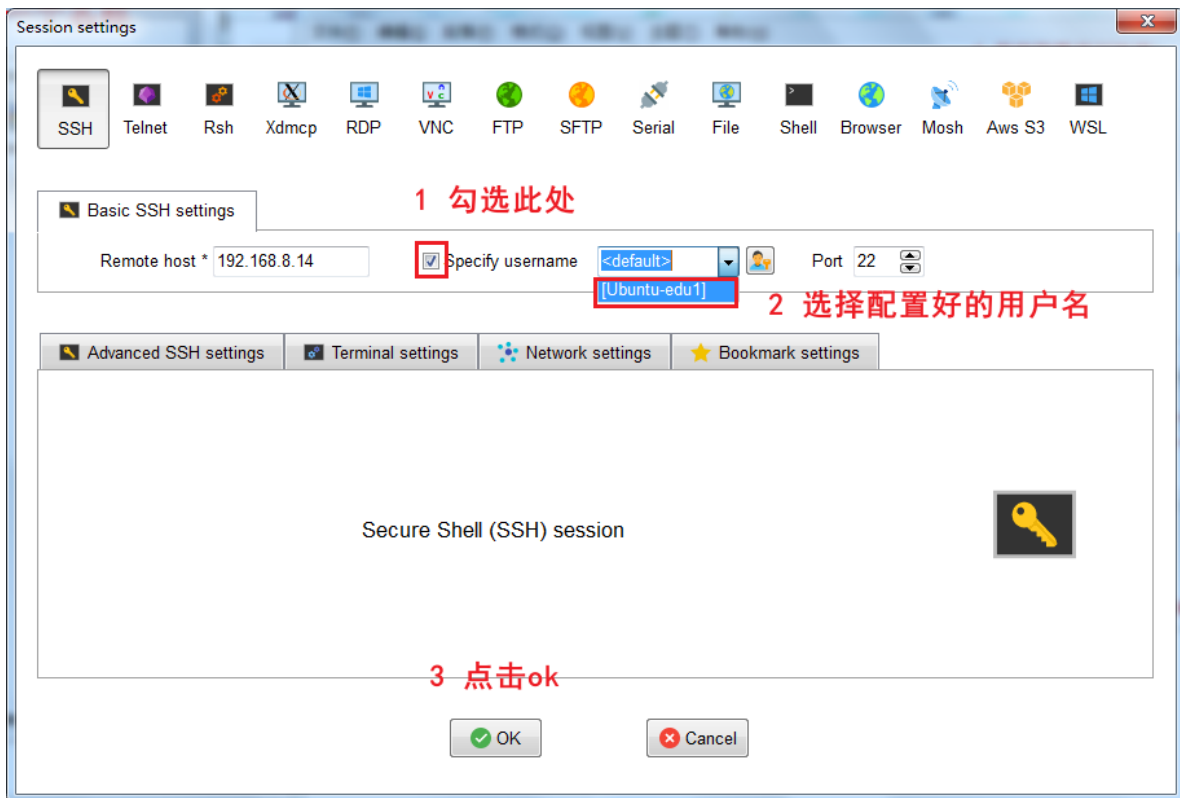 Session settings
SSH Telnet Rsh Xdmcp RDP VNC FTP SFTP Serial File Shell Browser Mosh Aws S3 WSL
1 勾选此处
Basic SSH settings
Remote host * 192.168.8.14 Specify username <default> Port 22
[Ubuntu-edu1]
2 选择配置好的用户名
Advanced SSH settings Terminal settings Network settings Bookmark settings
Secure Shell (SSH) session
3 点击ok
OK Cancel